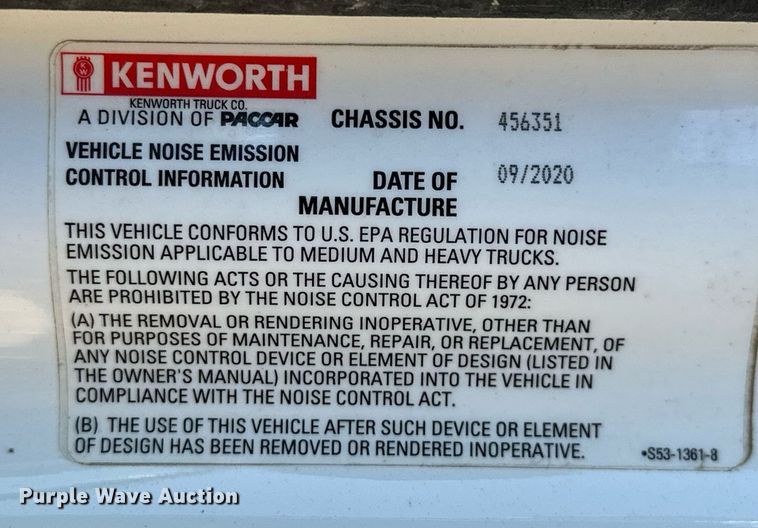 KW KENWORTH
KENWORTH TRUCK CO.
A DIVISION OF PACCAR
CHASSIS NO. 456351
VEHICLE NOISE EMISSION
CONTROL INFORMATION
DATE OF
MANUFACTURE
09/2020
THIS VEHICLE CONFORMS TO U.S. EPA REGULATION FOR NOISE
EMISSION APPLICABLE TO MEDIUM AND HEAVY TRUCKS.
THE FOLLOWING ACTS OR THE CAUSING THEREOF BY ANY PERSON
ARE PROHIBITED BY THE NOISE CONTROL ACT OF 1972:
(A) THE REMOVAL OR RENDERING INOPERATIVE, OTHER THAN
FOR PURPOSES OF MAINTENANCE, REPAIR, OR REPLACEMENT, OF
ANY NOISE CONTROL DEVICE OR ELEMENT OF DESIGN (LISTED IN
THE OWNER'S MANUAL) INCORPORATED INTO THE VEHICLE IN
COMPLIANCE WITH THE NOISE CONTROL ACT.
(B) THE USE OF THIS VEHICLE AFTER SUCH DEVICE OR ELEMENT
OF DESIGN HAS BEEN REMOVED OR RENDERED INOPERATIVE.
•S53-1361-8
Purple Wave Auction